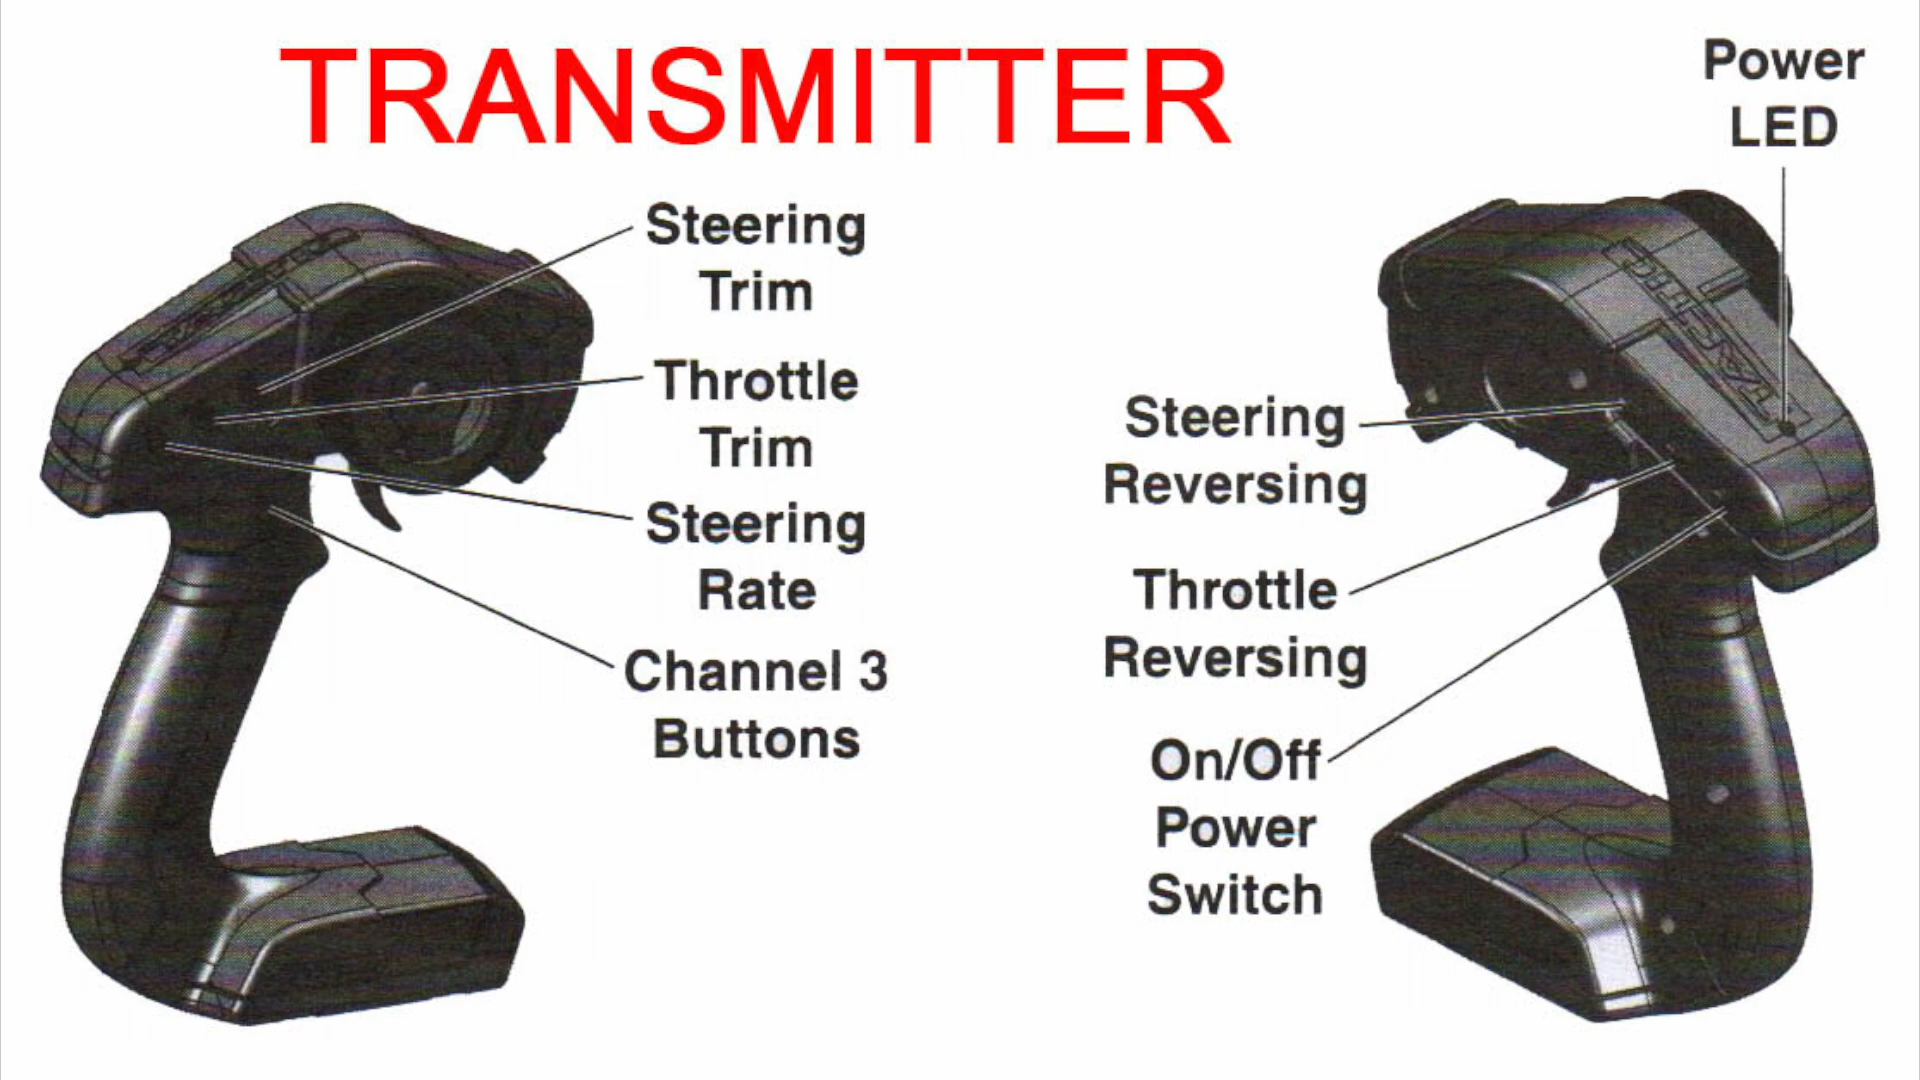 TRANSMITTER
Steering
Trim
Throttle
Trim
Steering
Rate
Channel 3
Buttons
Power
LED
Steering
Reversing
Throttle
Reversing
On/Off
Power
Switch